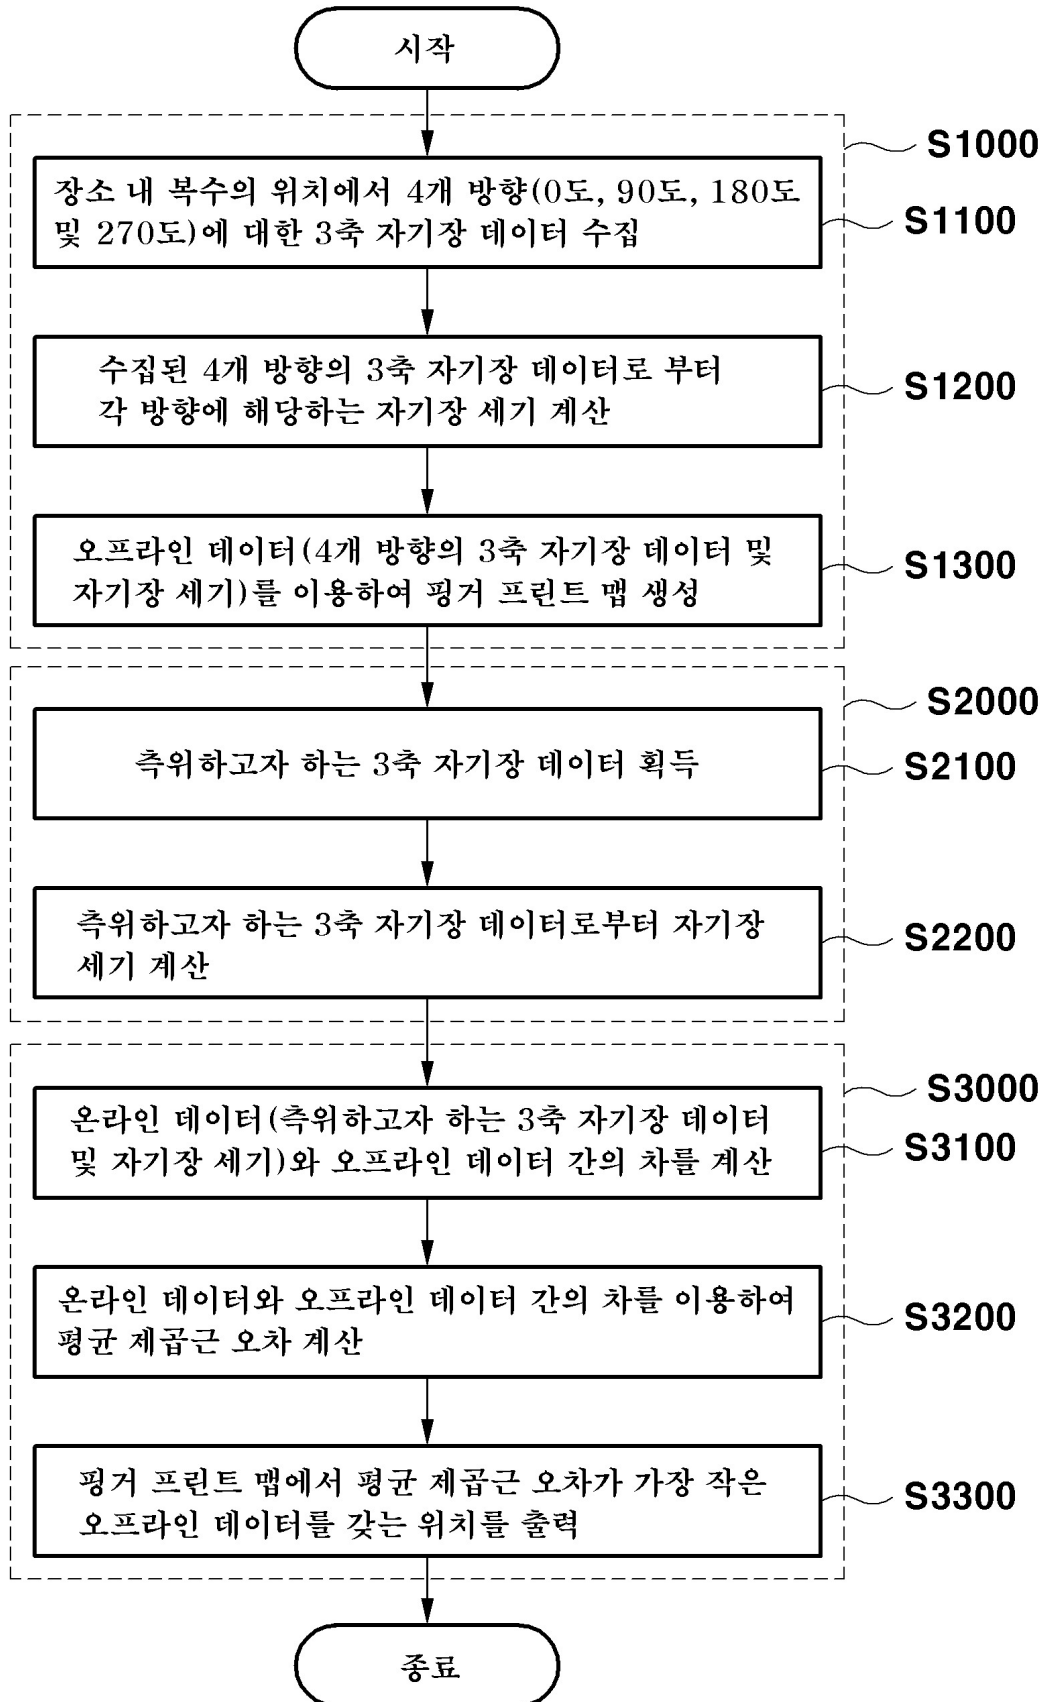 시작
S1000
장소 내 복수의 위치에서 4개 방향(0도, 90도, 180도
및 270도)에 대한 3축 자기장 데이터 수집
S1100
수집된 4개 방향의 3축 자기장 데이터로 부터
각 방향에 해당하는 자기장 세기 계산
S1200
오프라인 데이터(4개 방향의 3축 자기장 데이터 및
자기장 세기)를 이용하여 핑거 프린트 맵 생성
S1300
S2000
측위하고자 하는 3축 자기장 데이터 획득
S2100
측위하고자 하는 3축 자기장 데이터로부터 자기장
세기 계산
S2200
S3000
온라인 데이터(측위하고자 하는 3축 자기장 데이터
및 자기장 세기)와 오프라인 데이터 간의 차를 계산
S3100
온라인 데이터와 오프라인 데이터 간의 차를 이용하여
평균 제곱근 오차 계산
S3200
핑거 프린트 맵에서 평균 제곱근 오차가 가장 작은
오프라인 데이터를 갖는 위치를 출력
S3300
종료